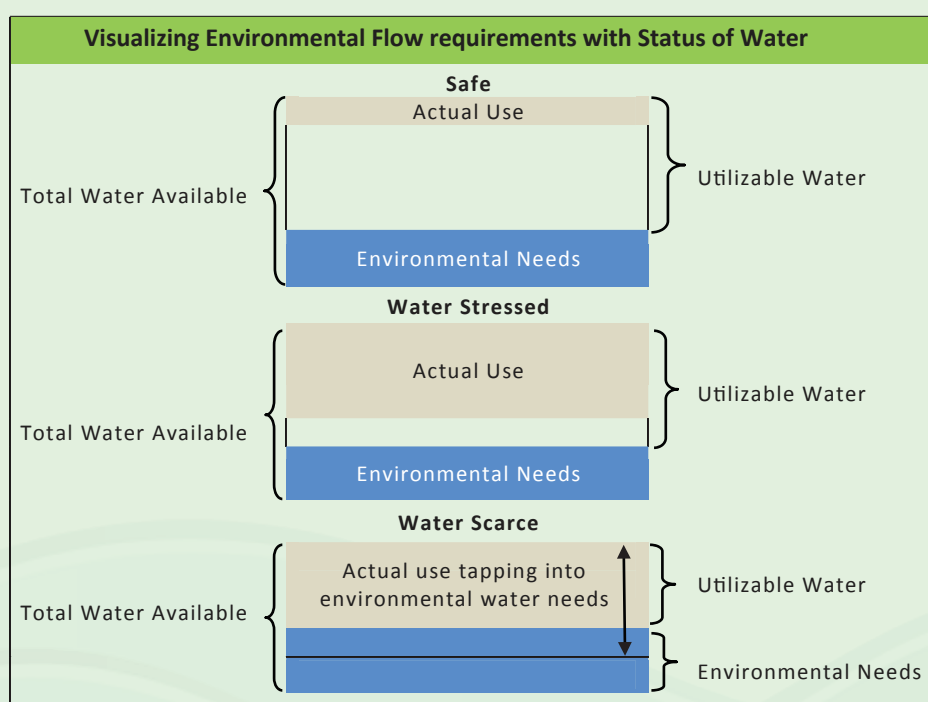 Visualizing Environmental Flow requirements with Status of Water
Safe
Actual Use
Total Water Available
Utilizable Water
Environmental Needs
Water Stressed
Actual Use
Utilizable Water
Total Water Available
Environmental Needs
Water Scarce
Actual use tapping into
environmental water needs
Utilizable Water
Total Water Available
Environmental Needs